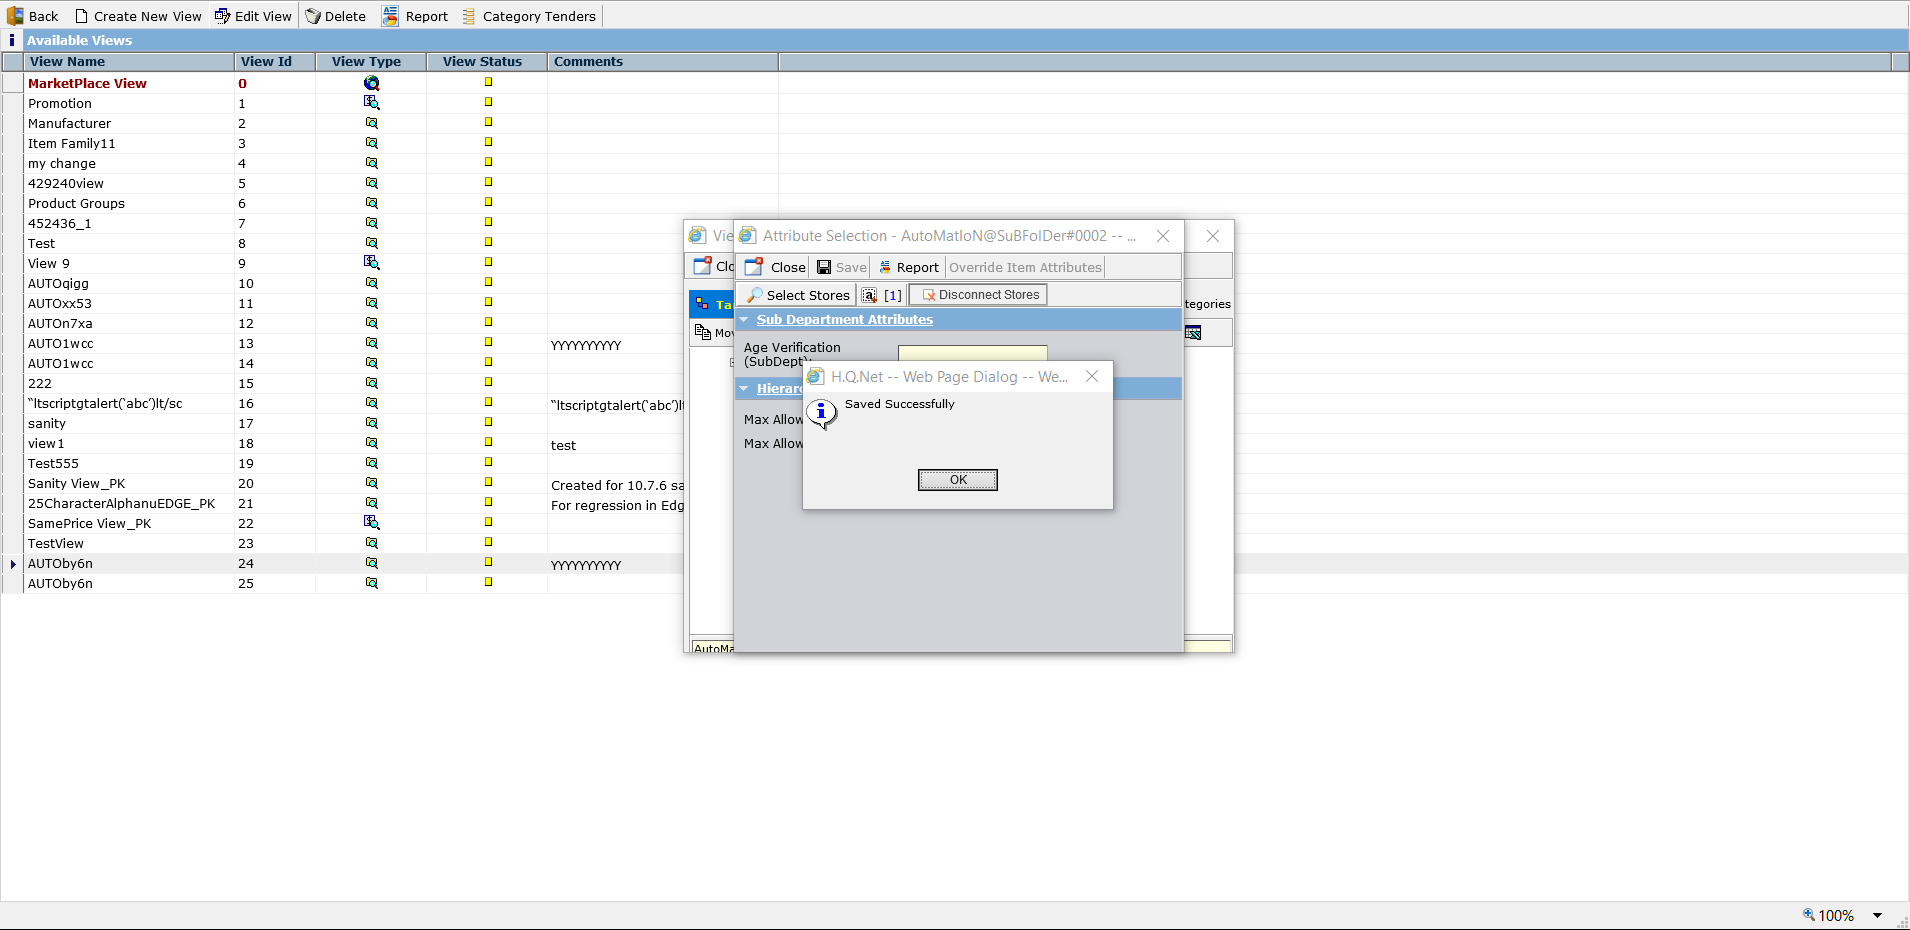 Back Create New View Edit View Delete Report Category Tenders
Available Views
View Name View Id View Type View Status Comments
MarketPlace View 0
Promotion 1
Manufacturer 2
Item Family11 3
my change 4
429240view 5
Product Groups 6
452436_1 7
Test 8
View 9 9
AUTOqigg 10
AUTOxx53 11
AUTOn7xa 12
AUTO1wcc 13 YYYYYYYYYY
AUTO1wcc 14
222 15
“ltscriptgtalert(‘abc’)lt/sc 16 “ltscriptgtalert(‘abc’)lt
sanity 17
view1 18 test
Test555 19
Sanity View_PK 20 Created for 10.7.6 sa
25CharacterAlphanuEDGE_PK 21 For regression in Edg
SamePrice View_PK 22
TestView 23
AUTOby6n 24 YYYYYYYYYY
AUTOby6n 25
Vie
Clo
Ta
tegories
Mov
AutoMa
Attribute Selection - AutoMatIoN@SuBFolDer#0002 -- ...
Close Save Report Override Item Attributes
Select Stores [1] Disconnect Stores
Sub Department Attributes
Age Verification
(SubDept):
Hierar
Max Allow
Max Allow
H.Q.Net -- Web Page Dialog -- We...
Saved Successfully
OK
100%